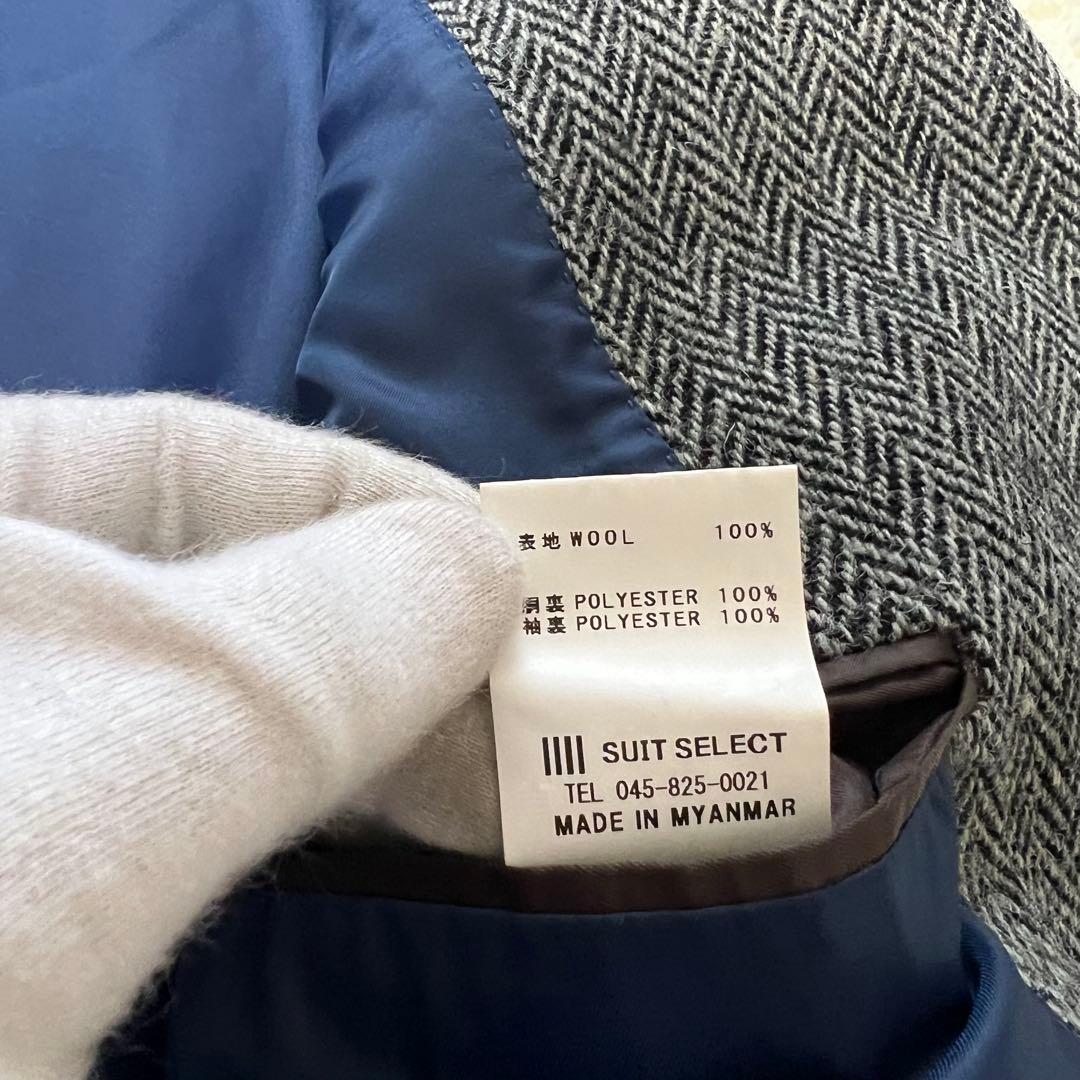 表地 WOOL 100%
胴裏 POLYESTER 100%
袖裏 POLYESTER 100%
SUIT SELECT
TEL 045-825-0021
MADE IN MYANMAR